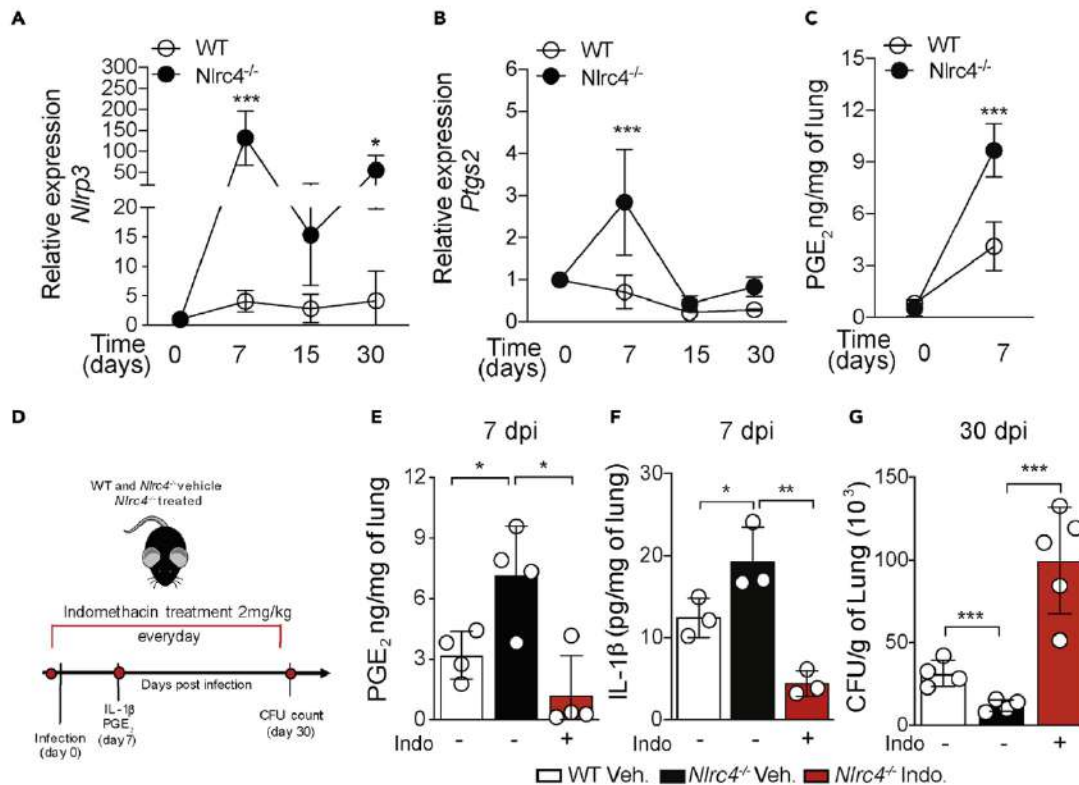 A
WT
Nlrc4-/-
Relative expression
Nlrp3
300
250
200
150
100
50
20
15
10
5
0
***
*
Time
(days)
0 7 15 30
B
WT
Nlrc4-/-
Relative expression
Ptgs2
6
5
4
3
2
1
0
***
Time
(days)
0 7 15 30
C
WT
Nlrc4-/-
PGE2 ng/mg of lung
12
9
6
3
0
***
Time
(days)
0 7
D
WT and Nlrc4-/- vehicle
Nlrc4-/- treated
Indomethacin treatment 2mg/kg
everyday
Days post infection
Infection
(day 0)
IL-1β
PGE2
(day 7)
CFU count
(day 30)
E
7 dpi
PGE2 ng/mg of lung
12
9
6
3
0
* *
Indo - - +
F
7 dpi
IL-1β (pg/mg of lung)
30
20
10
0
* **
Indo - - +
G
30 dpi
CFU/g of Lung (10³)
150
100
50
0
***
***
Indo - - +
WT Veh. Nlrc4-/- Veh. Nlrc4-/- Indo.